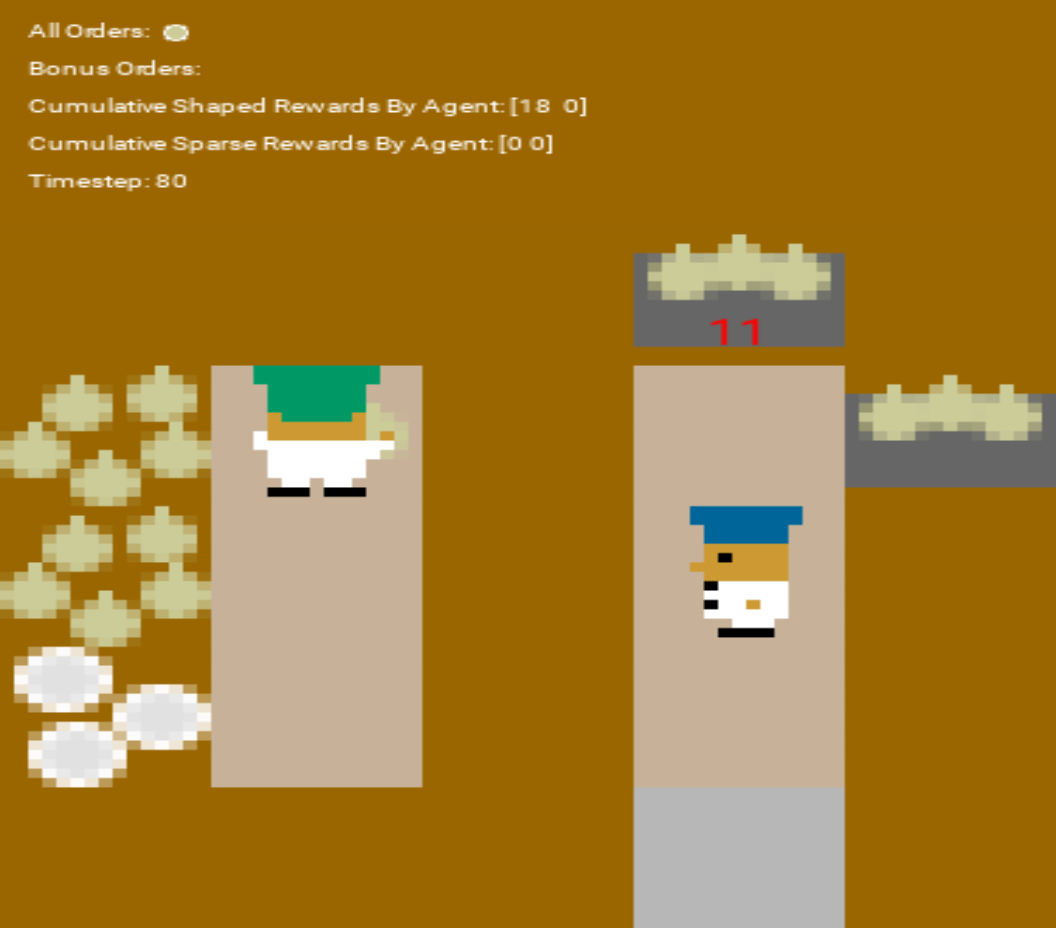 All Orders:
Bonus Orders:
Cumulative Shaped Rewards By Agent: [18 0]
Cumulative Sparse Rewards By Agent: [0 0]
Timestep: 80
11